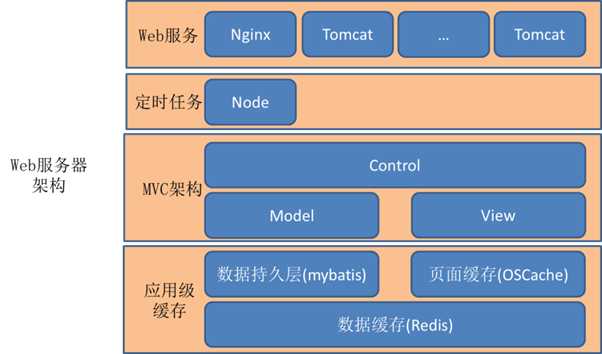 Web服务
Nginx
Tomcat
...
Tomcat
定时任务
Node
Web服务器
架构
MVC架构
Control
Model
View
应用级
缓存
数据持久层(mybatis)
页面缓存(OSCache)
数据缓存(Redis)